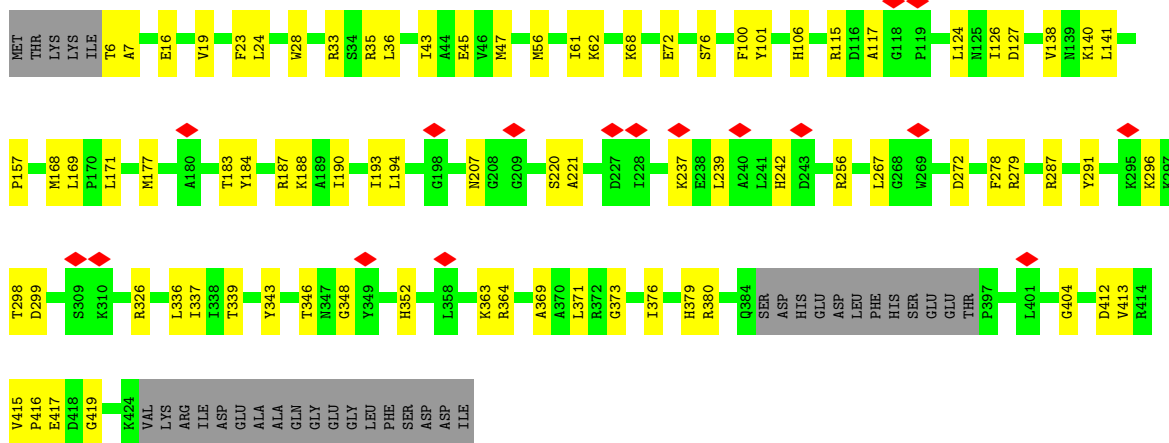 MET THR LYS LYS ILE T6 A7 E16 V19 F23 L24 W28 R33 S34 R35 L36 I43 A44 E45 V46 M47 M56 I61 K62 K68 E72 S76 F100 Y101 H106 R115 D116 A117 G118 P119 L124 N125 I126 D127 V138 N139 K140 L141
P157 M168 L169 P170 L171 M177 A180 T183 Y184 R187 K188 A189 I190 I193 L194 G198 N207 G208 G209 S220 A221 D227 I228 K237 E238 L239 A240 L241 H242 D243 R256 L267 G268 W269 D272 F278 R279 R287 Y291 K295 K296 K297
T298 D299 S309 K310 R326 L336 I337 I338 T339 Y343 T346 N347 G348 Y349 H352 L358 K363 R364 A369 A370 L371 R372 G373 I376 H379 R380 Q384 SER ASP HIS GLU ASP LEU PHE HIS SER GLU GLU THR P397 L401 G404 D412 V413 R414
V415 P416 E417 D418 G419 K424 VAL LYS ARG ILE ASP GLU ALA ALA GLN GLY GLU GLY LEU PHE SER ASP ASP ILE